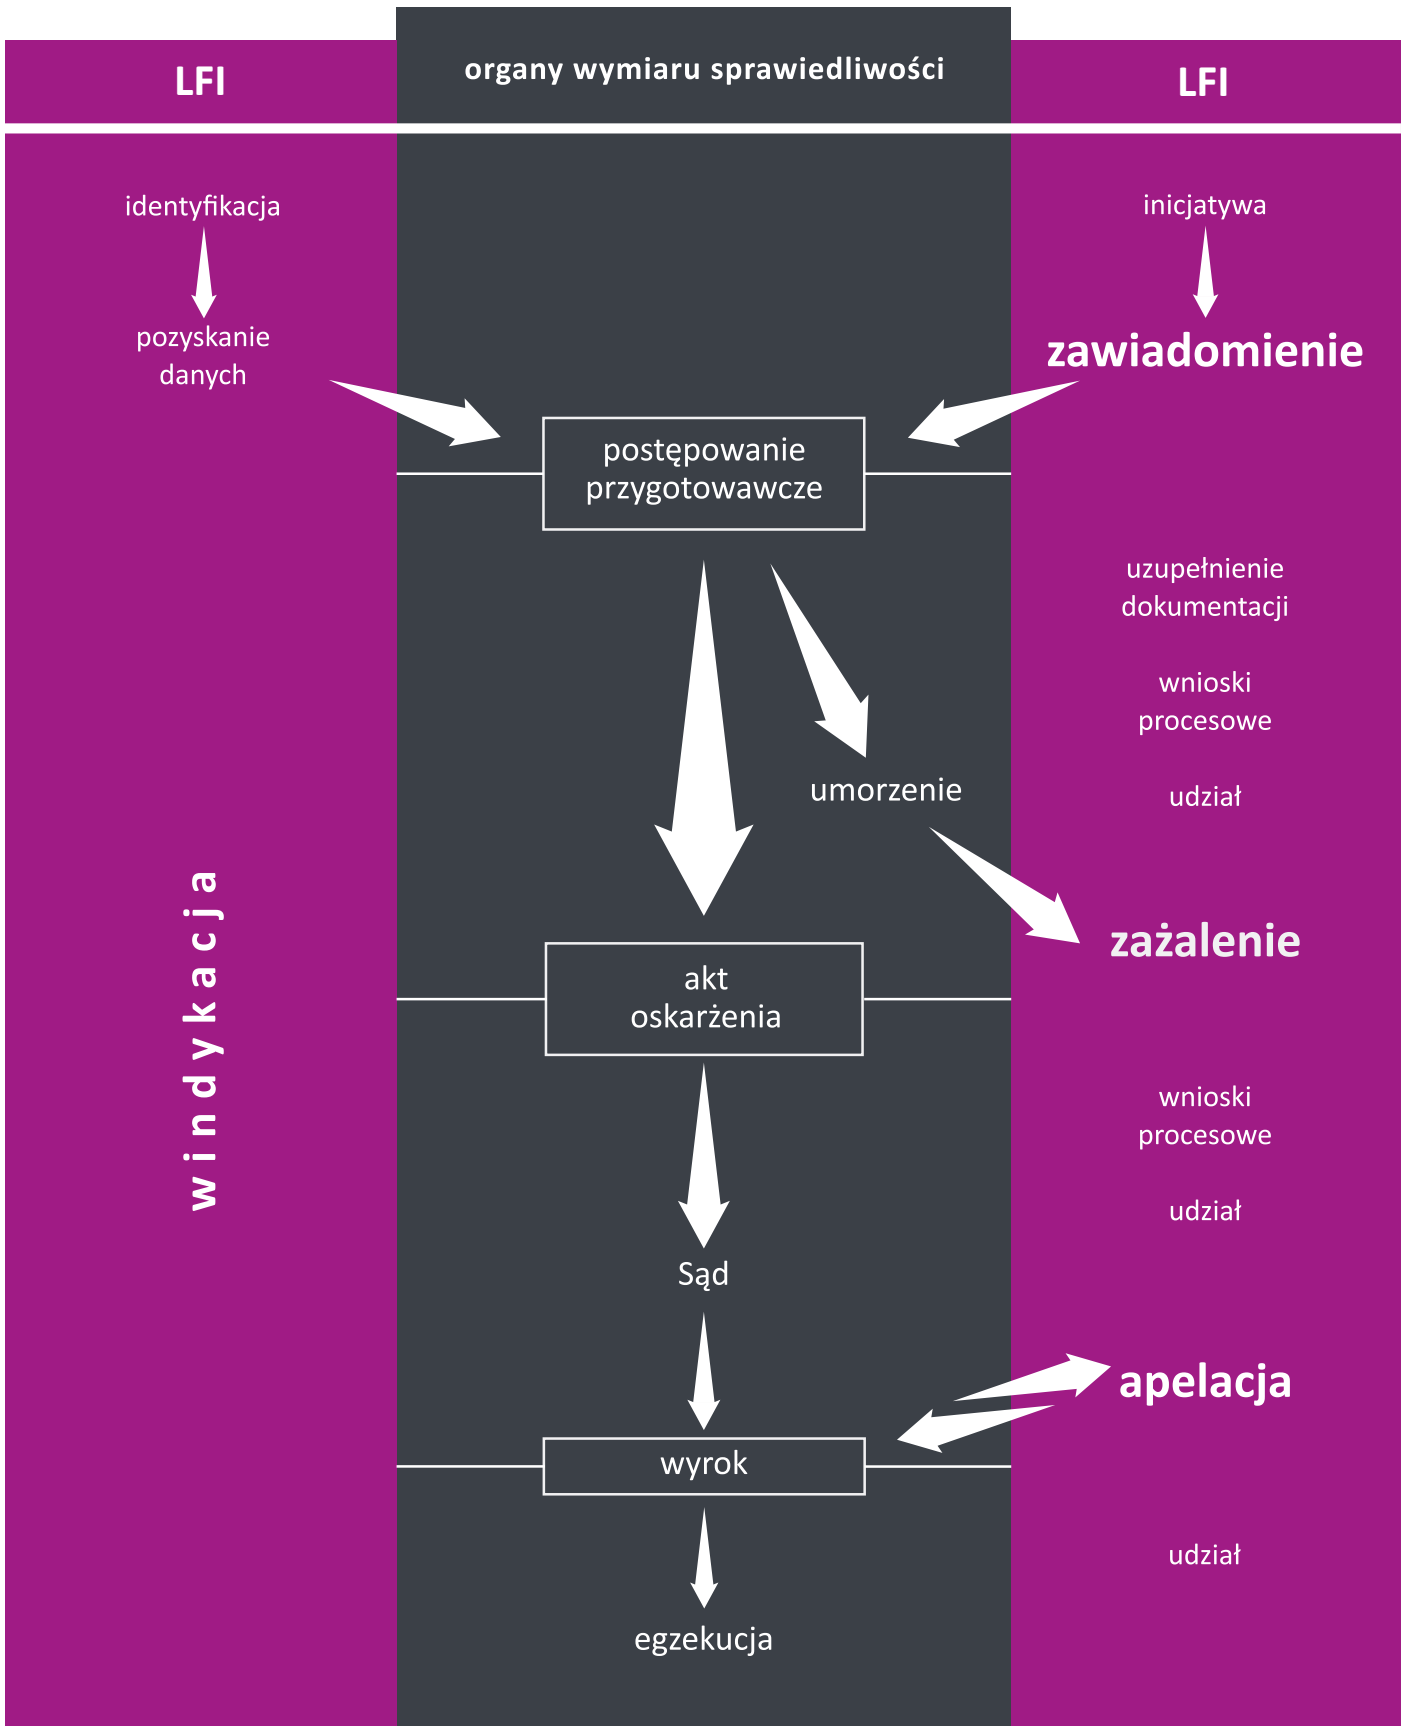 LFI
organy wymiaru sprawiedliwości
LFI
identyfikacja
inicjatywa
pozyskanie
danych
zawiadomienie
postępowanie
przygotowawcze
uzupełnienie
dokumentacji
wnioski
procesowe
umorzenie
udział
windykacja
zażalenie
akt
oskarżenia
wnioski
procesowe
udział
Sąd
apelacja
wyrok
udział
egzekucja